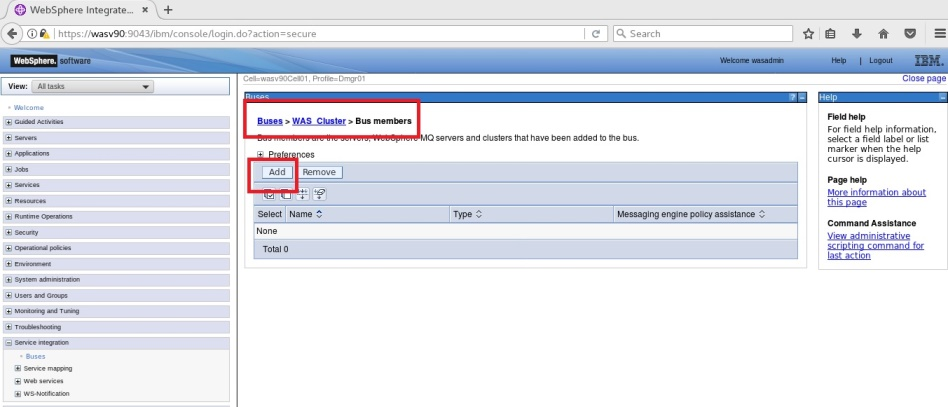 WebSphere Integrate...
https://wasv90:9043/ibm/console/login.do?action=secure
Search
WebSphere. software
Welcome wasadmin
Help | Logout
IBM.
View: All tasks
Cell=wasv90Cell01, Profile=Dmgr01
Close page
Welcome
Guided Activities
Servers
Applications
Jobs
Services
Resources
Runtime Operations
Security
Operational policies
Environment
System administration
Users and Groups
Monitoring and Tuning
Troubleshooting
Service integration
Buses
Service mapping
Web services
WS-Notification
Buses
Buses > WAS_Cluster > Bus members
Bus members are the servers, WebSphere MQ servers and clusters that have been added to the bus.
Preferences
Add Remove
Select Name Type Messaging engine policy assistance
None
Total 0
Help
Field help
For field help information,
select a field label or list
marker when the help
cursor is displayed.
Page help
More information about
this page
Command Assistance
View administrative
scripting command for
last action